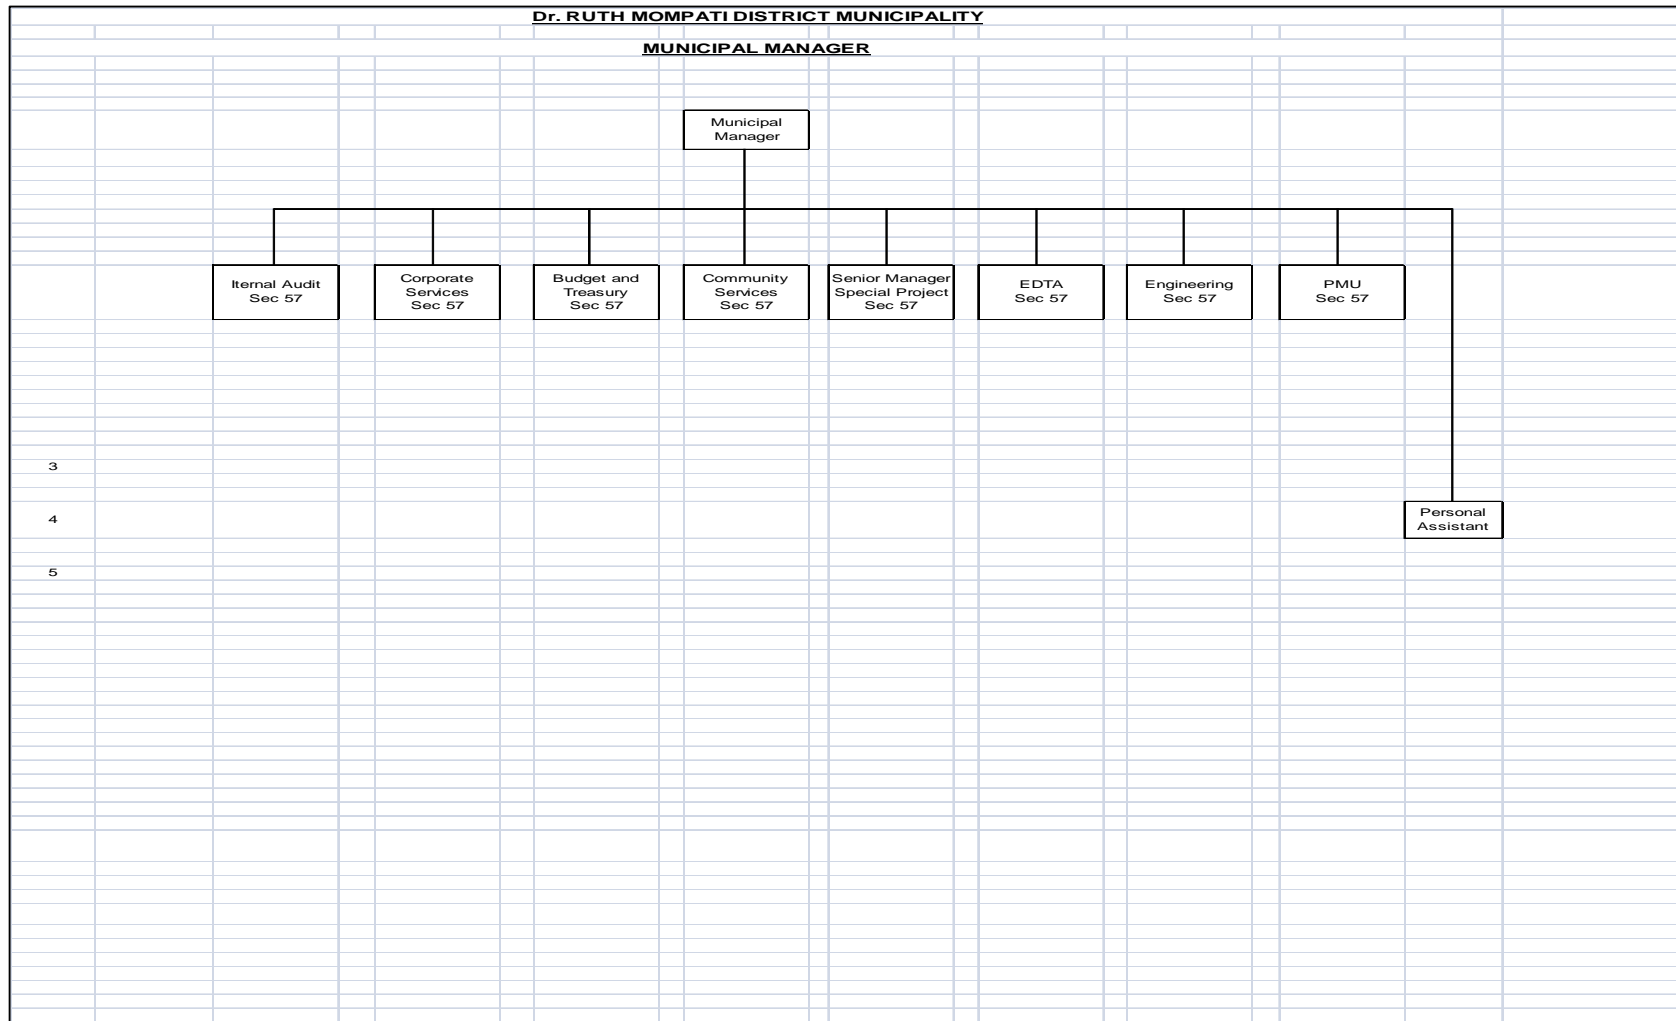 Dr. RUTH MOMPATI DISTRICT MUNICIPALITY
MUNICIPAL MANAGER
Municipal
Manager
Iternal Audit
Sec 57
Corporate
Services
Sec 57
Budget and
Treasury
Sec 57
Community
Services
Sec 57
Senior Manager
Special Project
Sec 57
EDTA
Sec 57
Engineering
Sec 57
PMU
Sec 57
3
4
Personal
Assistant
5